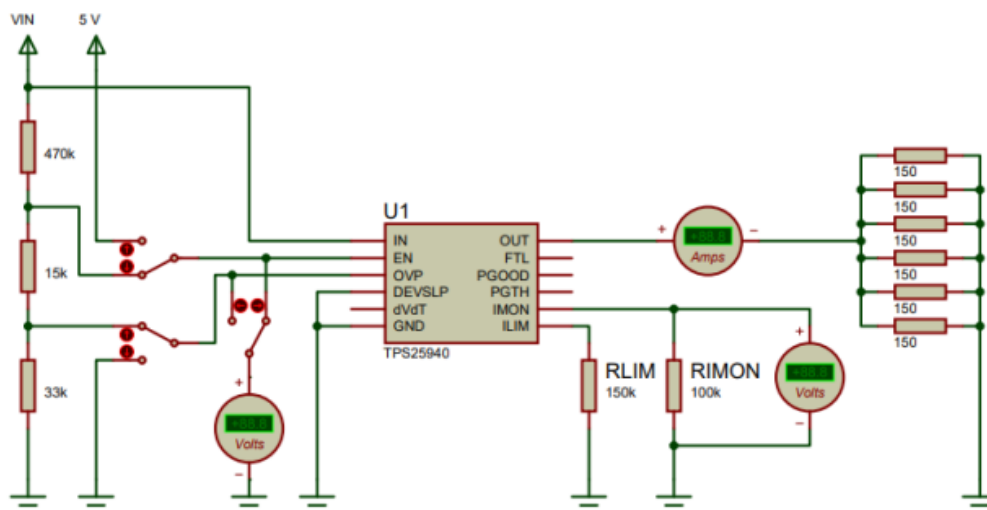 VIN
5 V
470k
15k
33k
Volts
U1
IN
EN
OVP
DEVSLP
dVdT
GND
OUT
FTL
PGOOD
PGTH
IMON
ILIM
TPS25940
+
Amps
−
RLIM
150k
RIMON
100k
+
Volts
−
+
−
150
150
150
150
150
150